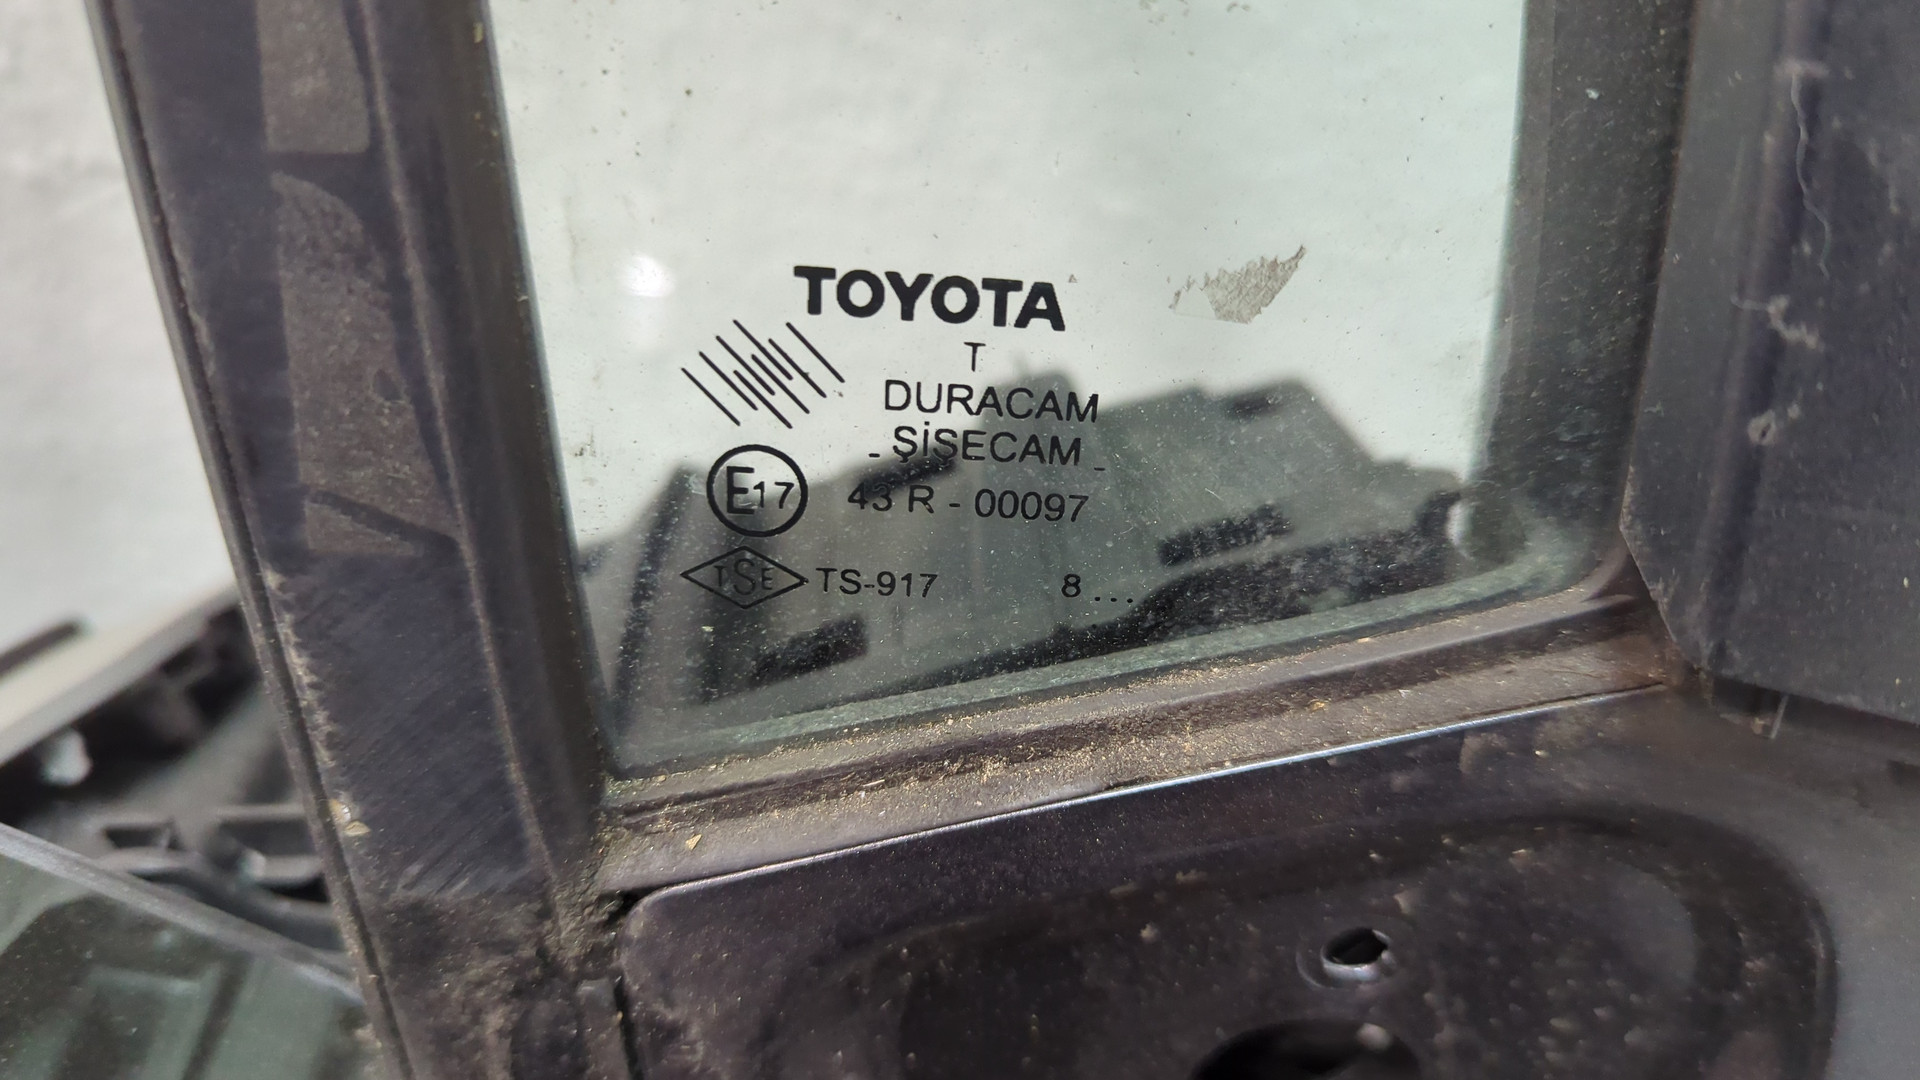 TOYOTA
T
DURACAM
- ŞİŞECAM -
E17 43 R - 00097
TSE TS-917 8 ...